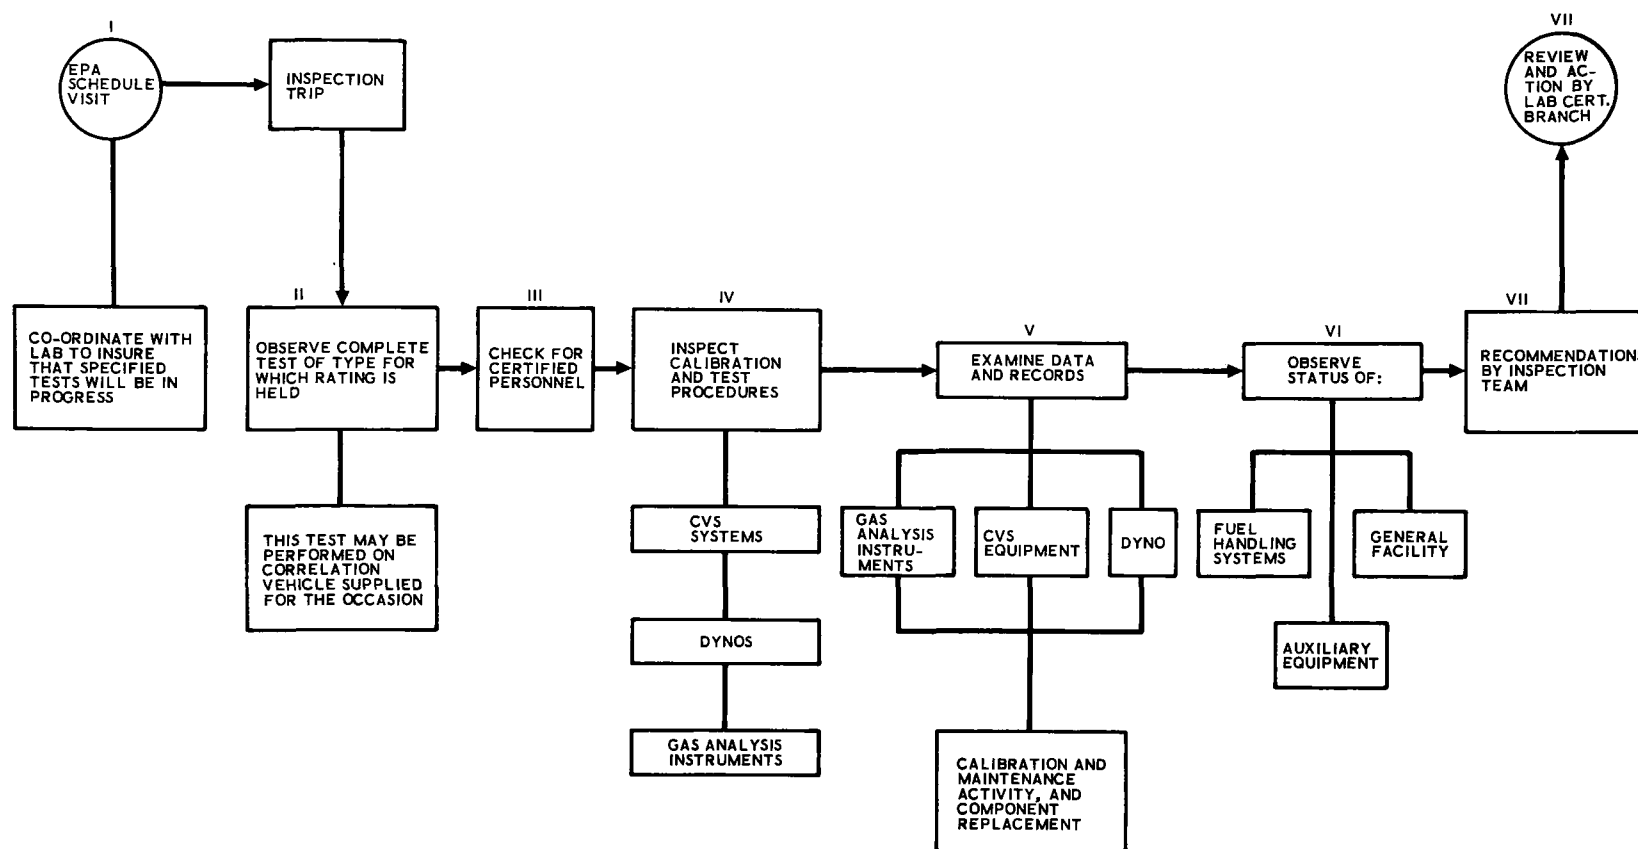 I
EPA
SCHEDULE
VISIT
INSPECTION
TRIP
VII
REVIEW
AND AC-
TION BY
LAB CERT.
BRANCH
CO-ORDINATE WITH
LAB TO INSURE
THAT SPECIFIED
TESTS WILL BE IN
PROGRESS
II
OBSERVE COMPLETE
TEST OF TYPE FOR
WHICH RATING IS
HELD
THIS TEST MAY BE
PERFORMED ON
CORRELATION
VEHICLE SUPPLIED
FOR THE OCCASION
III
CHECK FOR
CERTIFIED
PERSONNEL
IV
INSPECT
CALIBRATION
AND TEST
PROCEDURES
CVS
SYSTEMS
DYNOS
GAS ANALYSIS
INSTRUMENTS
V
EXAMINE DATA
AND RECORDS
GAS
ANALYSIS
INSTRU-
MENTS
CVS
EQUIPMENT
DYNO
CALIBRATION AND
MAINTENANCE
ACTIVITY, AND
COMPONENT
REPLACEMENT
VI
OBSERVE
STATUS OF:
FUEL
HANDLING
SYSTEMS
GENERAL
FACILITY
AUXILIARY
EQUIPMENT
VII
RECOMMENDATIONS
BY INSPECTION
TEAM